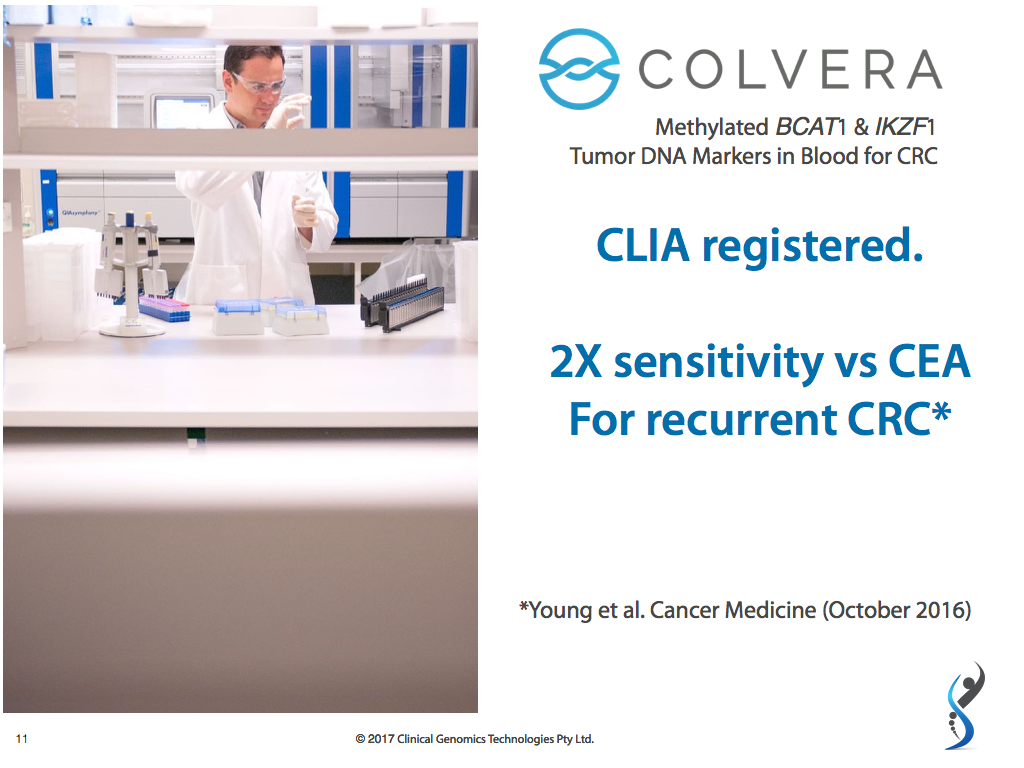 COLVERA
Methylated BCAT1 & IKZF1
Tumor DNA Markers in Blood for CRC
CLIA registered.
2X sensitivity vs CEA
For recurrent CRC*
QIAsymphony
*Young et al. Cancer Medicine (October 2016)
11
© 2017 Clinical Genomics Technologies Pty Ltd.